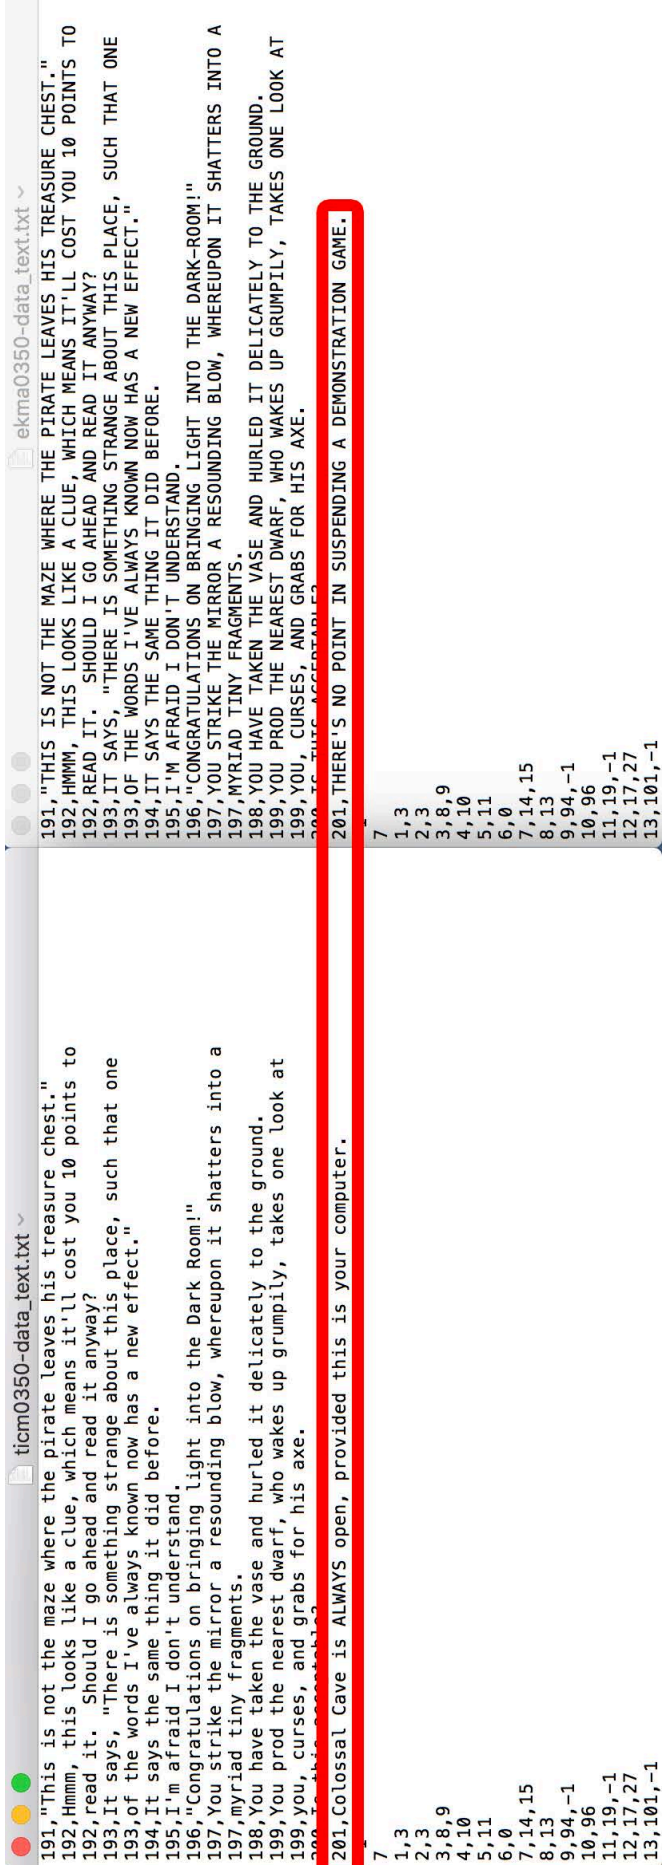 ticm0350-data_text.txt
191,"This is not the maze where the pirate leaves his treasure chest."
192,Hmmm, this looks like a clue, which means it'll cost you 10 points to
192,read it.  Should I go ahead and read it anyway?
193,It says, "There is something strange about this place, such that one
193,of the words I've always known now has a new effect."
194,It says the same thing it did before.
195,I'm afraid I don't understand.
196,"Congratulations on bringing light into the Dark Room!"
197,You strike the mirror a resounding blow, whereupon it shatters into a
197,myriad tiny fragments.
198,You have taken the vase and hurled it delicately to the ground.
199,You prod the nearest dwarf, who wakes up grumpily, takes one look at
199,you, curses, and grabs for his axe.
200,Is this acceptable?
201,Colossal Cave is ALWAYS open, provided this is your computer.
7
1,3
2,3
3,8,9
4,10
5,11
6,0
7,14,15
8,13
9,94,-1
10,96
11,19,-1
12,17,27
13,101,-1
ekma0350-data_text.txt
191,"THIS IS NOT THE MAZE WHERE THE PIRATE LEAVES HIS TREASURE CHEST."
192,HMMM, THIS LOOKS LIKE A CLUE, WHICH MEANS IT'LL COST YOU 10 POINTS TO
192,READ IT.  SHOULD I GO AHEAD AND READ IT ANYWAY?
193,IT SAYS, "THERE IS SOMETHING STRANGE ABOUT THIS PLACE, SUCH THAT ONE
193,OF THE WORDS I'VE ALWAYS KNOWN NOW HAS A NEW EFFECT."
194,IT SAYS THE SAME THING IT DID BEFORE.
195,I'M AFRAID I DON'T UNDERSTAND.
196,"CONGRATULATIONS ON BRINGING LIGHT INTO THE DARK-ROOM!"
197,YOU STRIKE THE MIRROR A RESOUNDING BLOW, WHEREUPON IT SHATTERS INTO A
197,MYRIAD TINY FRAGMENTS.
198,YOU HAVE TAKEN THE VASE AND HURLED IT DELICATELY TO THE GROUND.
199,YOU PROD THE NEAREST DWARF, WHO WAKES UP GRUMPILY, TAKES ONE LOOK AT
199,YOU, CURSES, AND GRABS FOR HIS AXE.
200,IS THIS ACCEPTABLE?
201,THERE'S NO POINT IN SUSPENDING A DEMONSTRATION GAME.
7
1,3
2,3
3,8,9
4,10
5,11
6,0
7,14,15
8,13
9,94,-1
10,96
11,19,-1
12,17,27
13,101,-1